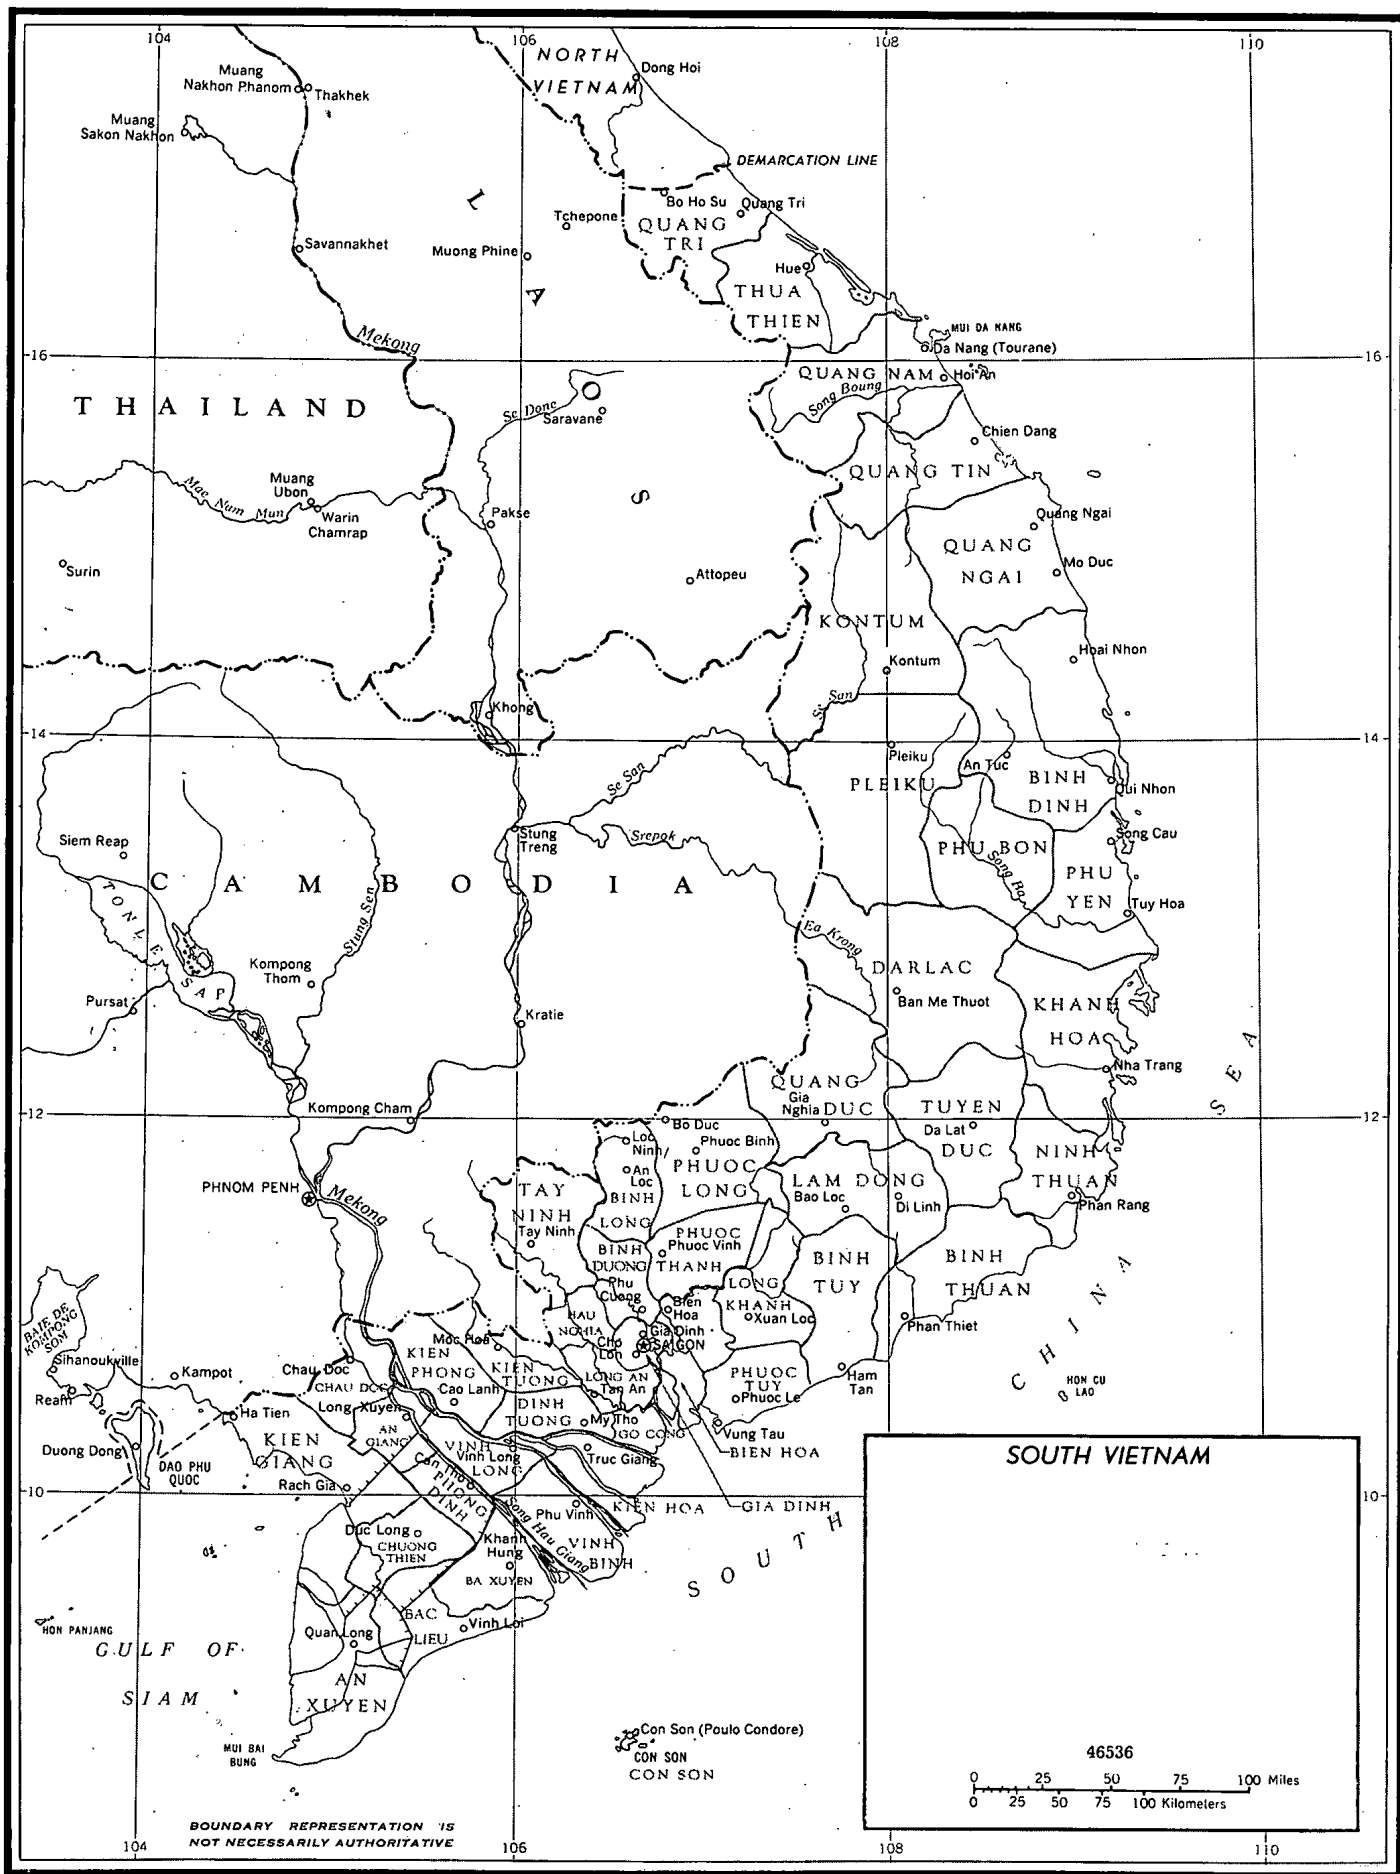 104
106
108
110
NORTH
VIETNAM
Dong Hoi
Muang
Nakhon Phanom
Thakhek
Muang
Sakon Nakhon
DEMARCATION LINE
L
A
O
S
Bo Ho Su
Quang Tri
Tchepone
QUANG
TRI
Savannakhet
Muong Phine
Hue
THUA
THIEN
Mekong
MUI DA NANG
Da Nang (Tourane)
16
16
QUANG NAM
Hoi An
Song Boung
THAILAND
Se Done
Saravane
Chien Dang
QUANG TIN
Muang
Ubon
Mae Nam Mun
Warin
Chamrap
Pakse
Quang Ngai
QUANG
NGAI
Surin
Attopeu
Mo Duc
KONTUM
Hoai Nhon
Kontum
Se San
Khong
14
14
Pleiku
An Tuc
PLEIKU
BINH
DINH
Qui Nhon
Se San
Stung
Treng
Srepok
Song Cau
Siem Reap
PHU BON
Song Ba
PHU
YEN
CAMBODIA
TONLE SAP
Stung Sen
Tuy Hoa
Ea Krong
Kompong
Thom
DARLAC
Pursat
Ban Me Thuot
KHANH
HOA
Kratie
Nha Trang
QUANG
DUC
Gia
Nghia
12
12
Kompong Cham
Bo Duc
TUYEN
DUC
Da Lat
Loc
Ninh
Phuoc Binh
An
Loc
PHUOC
LONG
NINH
THUAN
PHNOM PENH
Mekong
TAY
NINH
Tay Ninh
BINH
LONG
LAM DONG
Bao Loc
Di Linh
Phan Rang
PHUOC
THANH
Phuoc Vinh
BINH
DUONG
BINH
TUY
BINH
THUAN
Phu
Cuong
Bien
Hoa
LONG
KHANH
Xuan Loc
Phan Thiet
HAU
NGHIA
Gia Dinh
SAIGON
Cho
Lon
BAIE DE
KOMPONG
SOM
Moc Hoa
KIEN
PHONG
Sihanoukville
Kampot
Chau Doc
CHAU DOC
KIEN
TUONG
LONG AN
Tan An
PHUOC
TUY
Phuoc Le
Ham
Tan
HON CU
LAO
Ream
Cao Lanh
Long Xuyen
Ha Tien
DINH
TUONG
My Tho
GO CONG
Vung Tau
BIEN HOA
AN
GIANG
Duong Dong
DAO PHU
QUOC
KIEN
GIANG
VINH
LONG
Vinh Long
Truc Giang
Rach Gia
Can Tho
PHONG
DINH
KIEN HOA
GIA DINH
10
10
Song Hau Giang
Phu Vinh
VINH
BINH
Duc Long
CHUONG
THIEN
Khanh
Hung
BA XUYEN
SOUTH
CHINA
SEA
HON PANJANG
BAC
LIEU
Vinh Loi
Quan Long
GULF OF
SIAM
AN
XUYEN
MUI BAI
BUNG
Con Son (Poulo Condore)
CON SON
CON SON
SOUTH VIETNAM
46536
0 25 50 75 100 Miles
0 25 50 75 100 Kilometers
BOUNDARY REPRESENTATION IS
NOT NECESSARILY AUTHORITATIVE
104
106
108
110